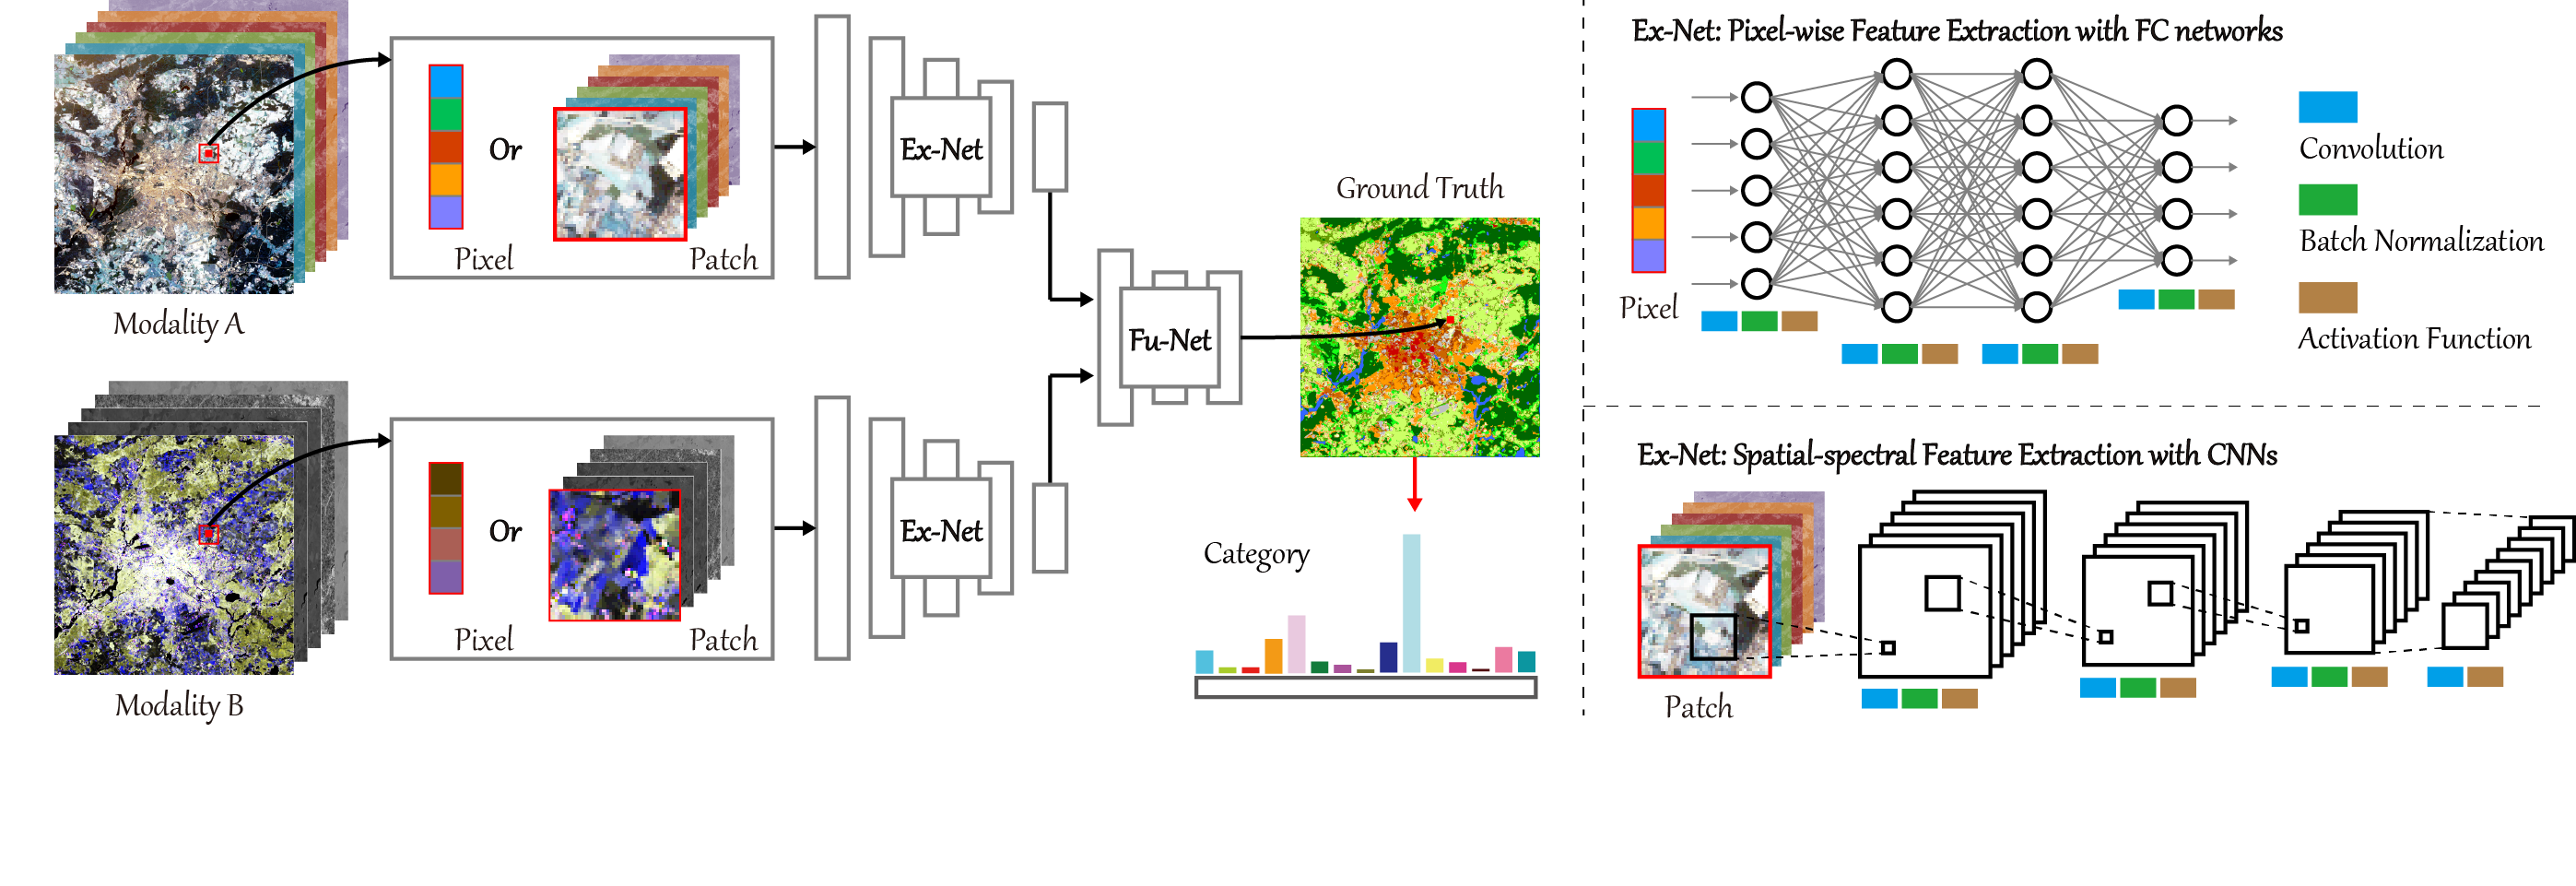 Modality A
Pixel
Or
Patch
Ex-Net
Modality B
Pixel
Or
Patch
Ex-Net
Fu-Net
Ground Truth
Category
Ex-Net: Pixel-wise Feature Extraction with FC networks
Pixel
Convolution
Batch Normalization
Activation Function
Ex-Net: Spatial-spectral Feature Extraction with CNNs
Patch